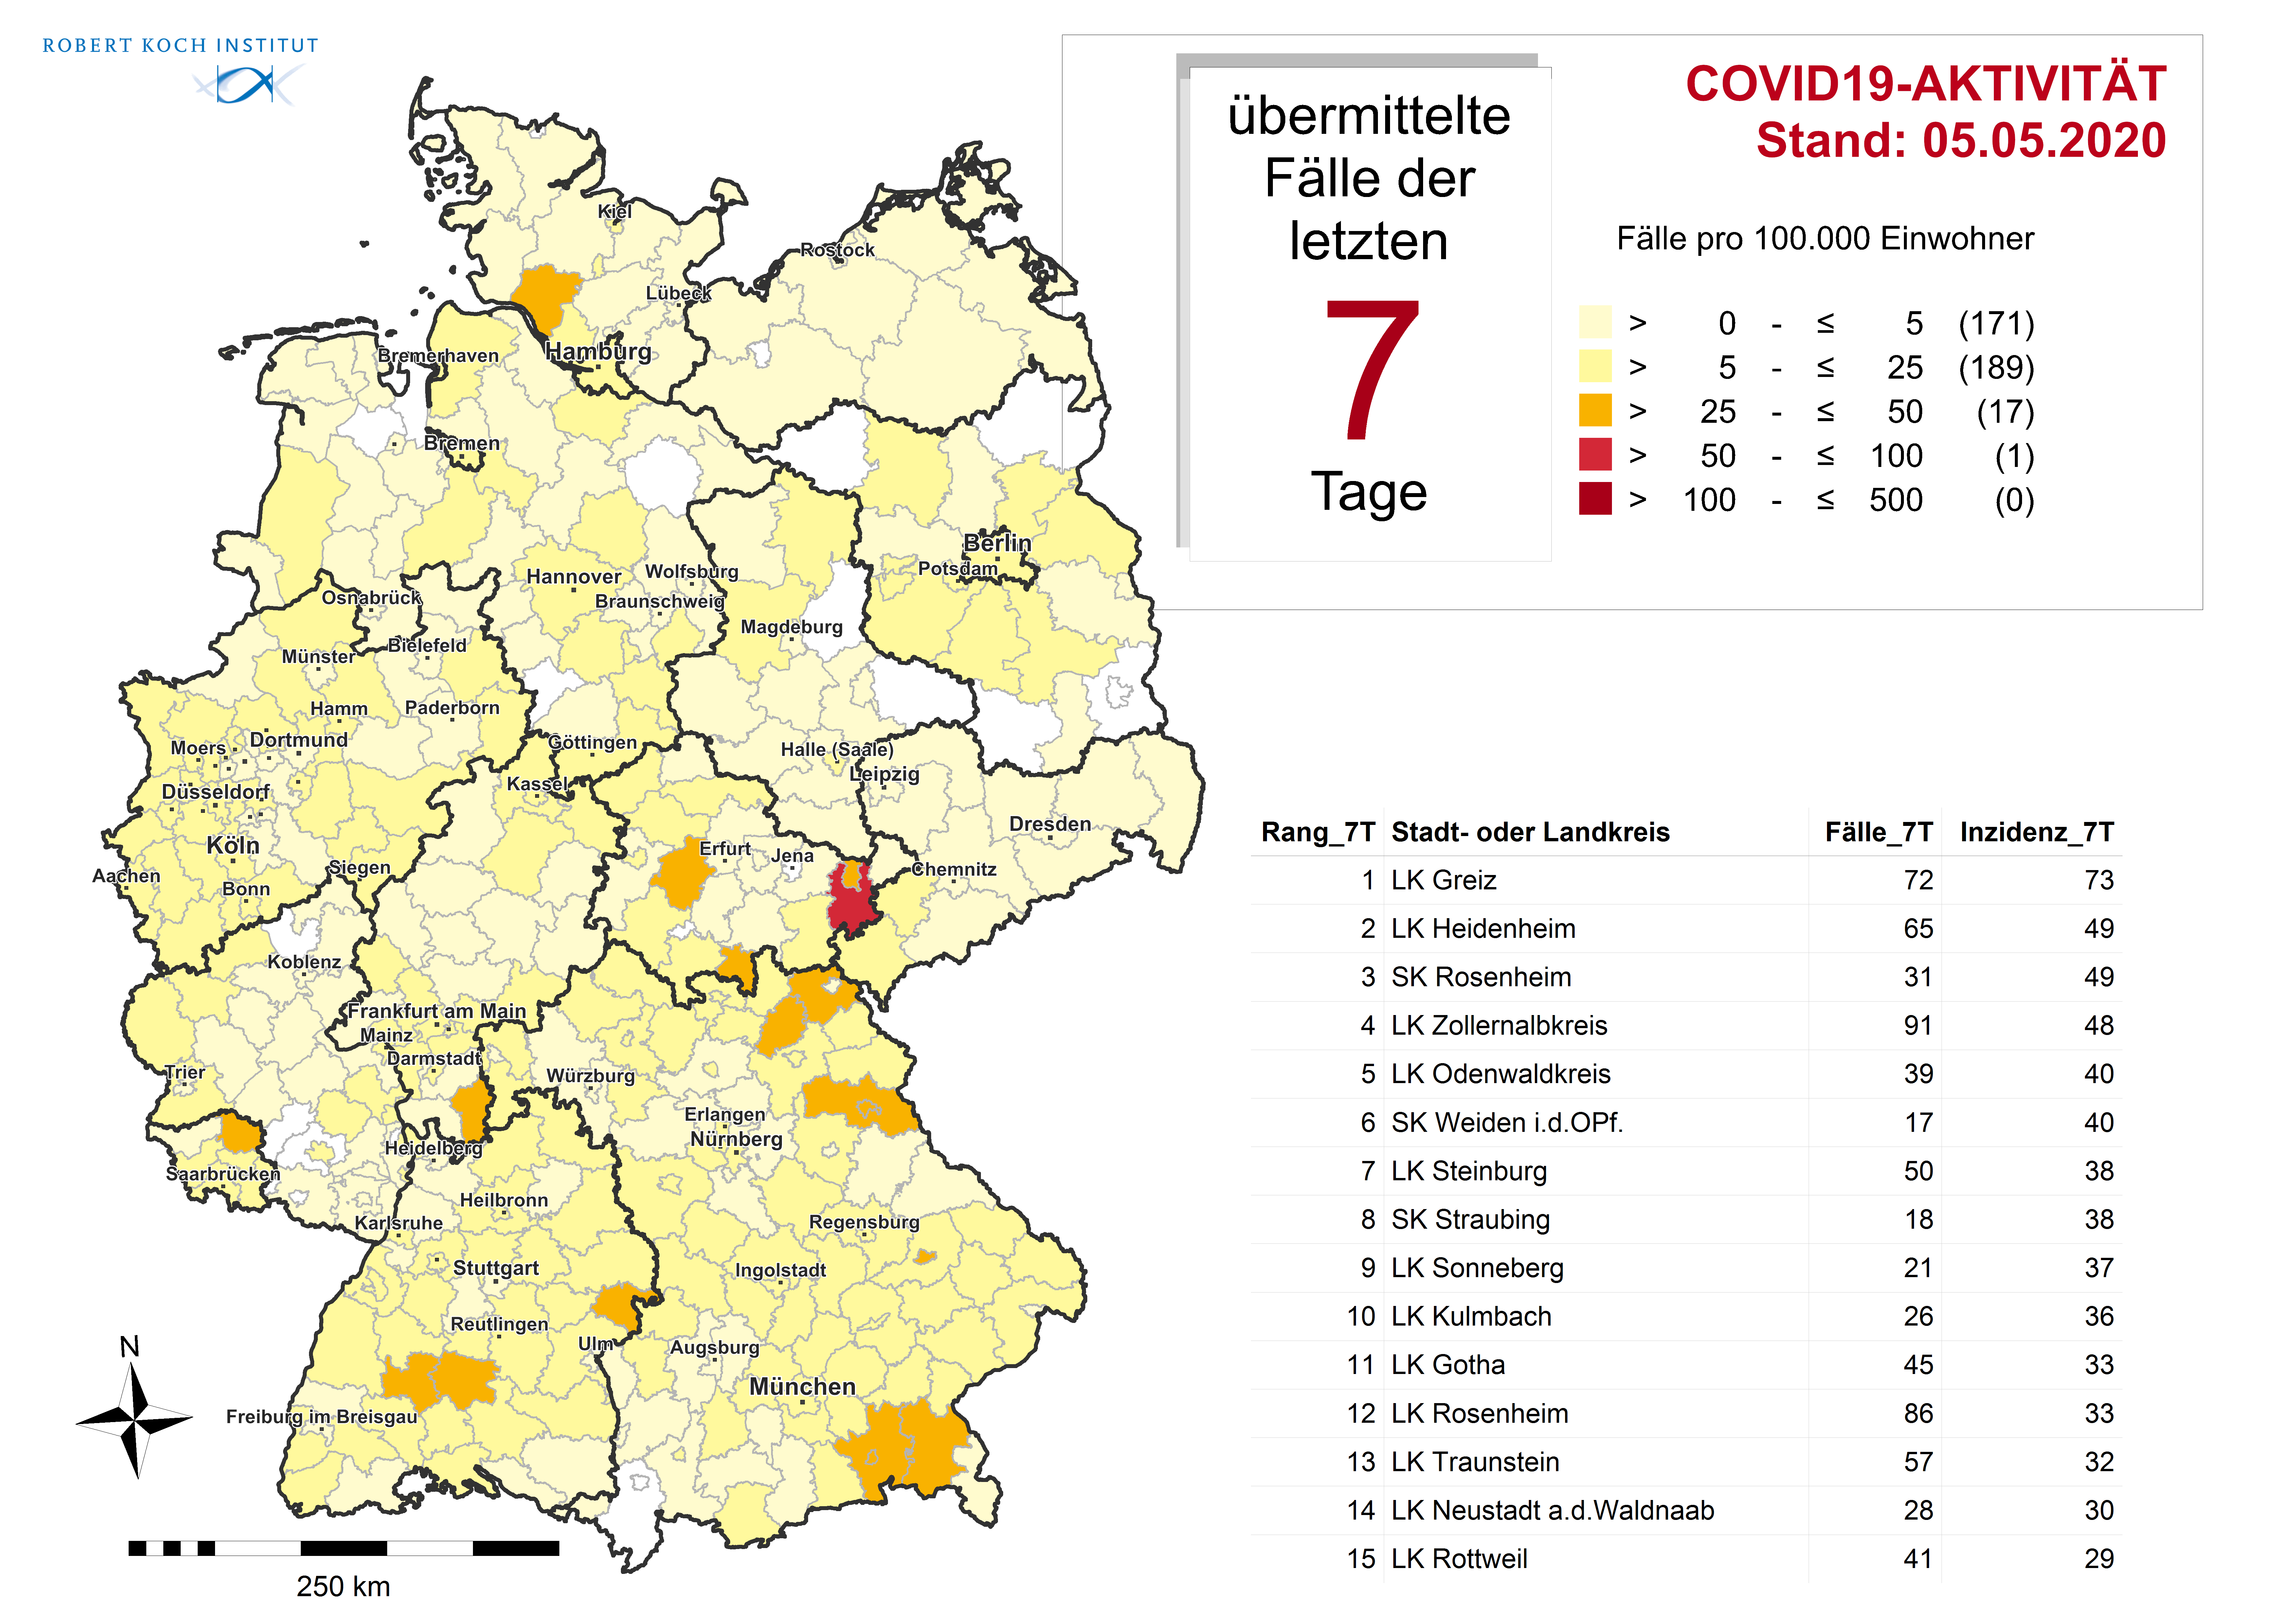 ROBERT KOCH INSTITUT
übermittelte
Fälle der
letzten
7
Tage
COVID19-AKTIVITÄT
Stand: 05.05.2020
Fälle pro 100.000 Einwohner
> 0 - ≤ 5 (171)
> 5 - ≤ 25 (189)
> 25 - ≤ 50 (17)
> 50 - ≤ 100 (1)
> 100 - ≤ 500 (0)
Kiel
Rostock
Lübeck
Bremerhaven
Hamburg
Bremen
Berlin
Potsdam
Hannover
Wolfsburg
Osnabrück
Braunschweig
Magdeburg
Bielefeld
Münster
Hamm
Paderborn
Moers
Dortmund
Göttingen
Halle (Saale)
Leipzig
Kassel
Düsseldorf
Dresden
Köln
Erfurt
Jena
Siegen
Chemnitz
Aachen
Bonn
Koblenz
Frankfurt am Main
Mainz
Darmstadt
Trier
Würzburg
Erlangen
Nürnberg
Heidelberg
Saarbrücken
Heilbronn
Karlsruhe
Regensburg
Stuttgart
Ingolstadt
Reutlingen
Ulm
Augsburg
München
Freiburg im Breisgau
N
250 km
Rang_7T Stadt- oder Landkreis Fälle_7T Inzidenz_7T
1 LK Greiz 72 73
2 LK Heidenheim 65 49
3 SK Rosenheim 31 49
4 LK Zollernalbkreis 91 48
5 LK Odenwaldkreis 39 40
6 SK Weiden i.d.OPf. 17 40
7 LK Steinburg 50 38
8 SK Straubing 18 38
9 LK Sonneberg 21 37
10 LK Kulmbach 26 36
11 LK Gotha 45 33
12 LK Rosenheim 86 33
13 LK Traunstein 57 32
14 LK Neustadt a.d.Waldnaab 28 30
15 LK Rottweil 41 29